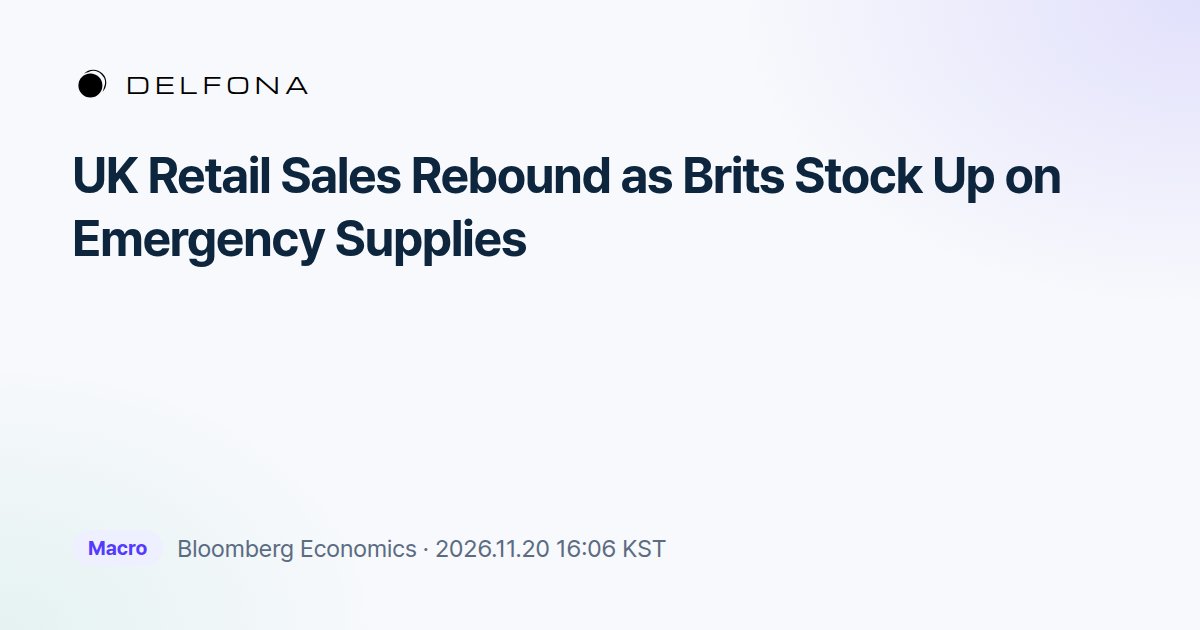 DELFONA
UK Retail Sales Rebound as Brits Stock Up on
Emergency Supplies
Macro Bloomberg Economics · 2026.11.20 16:06 KST